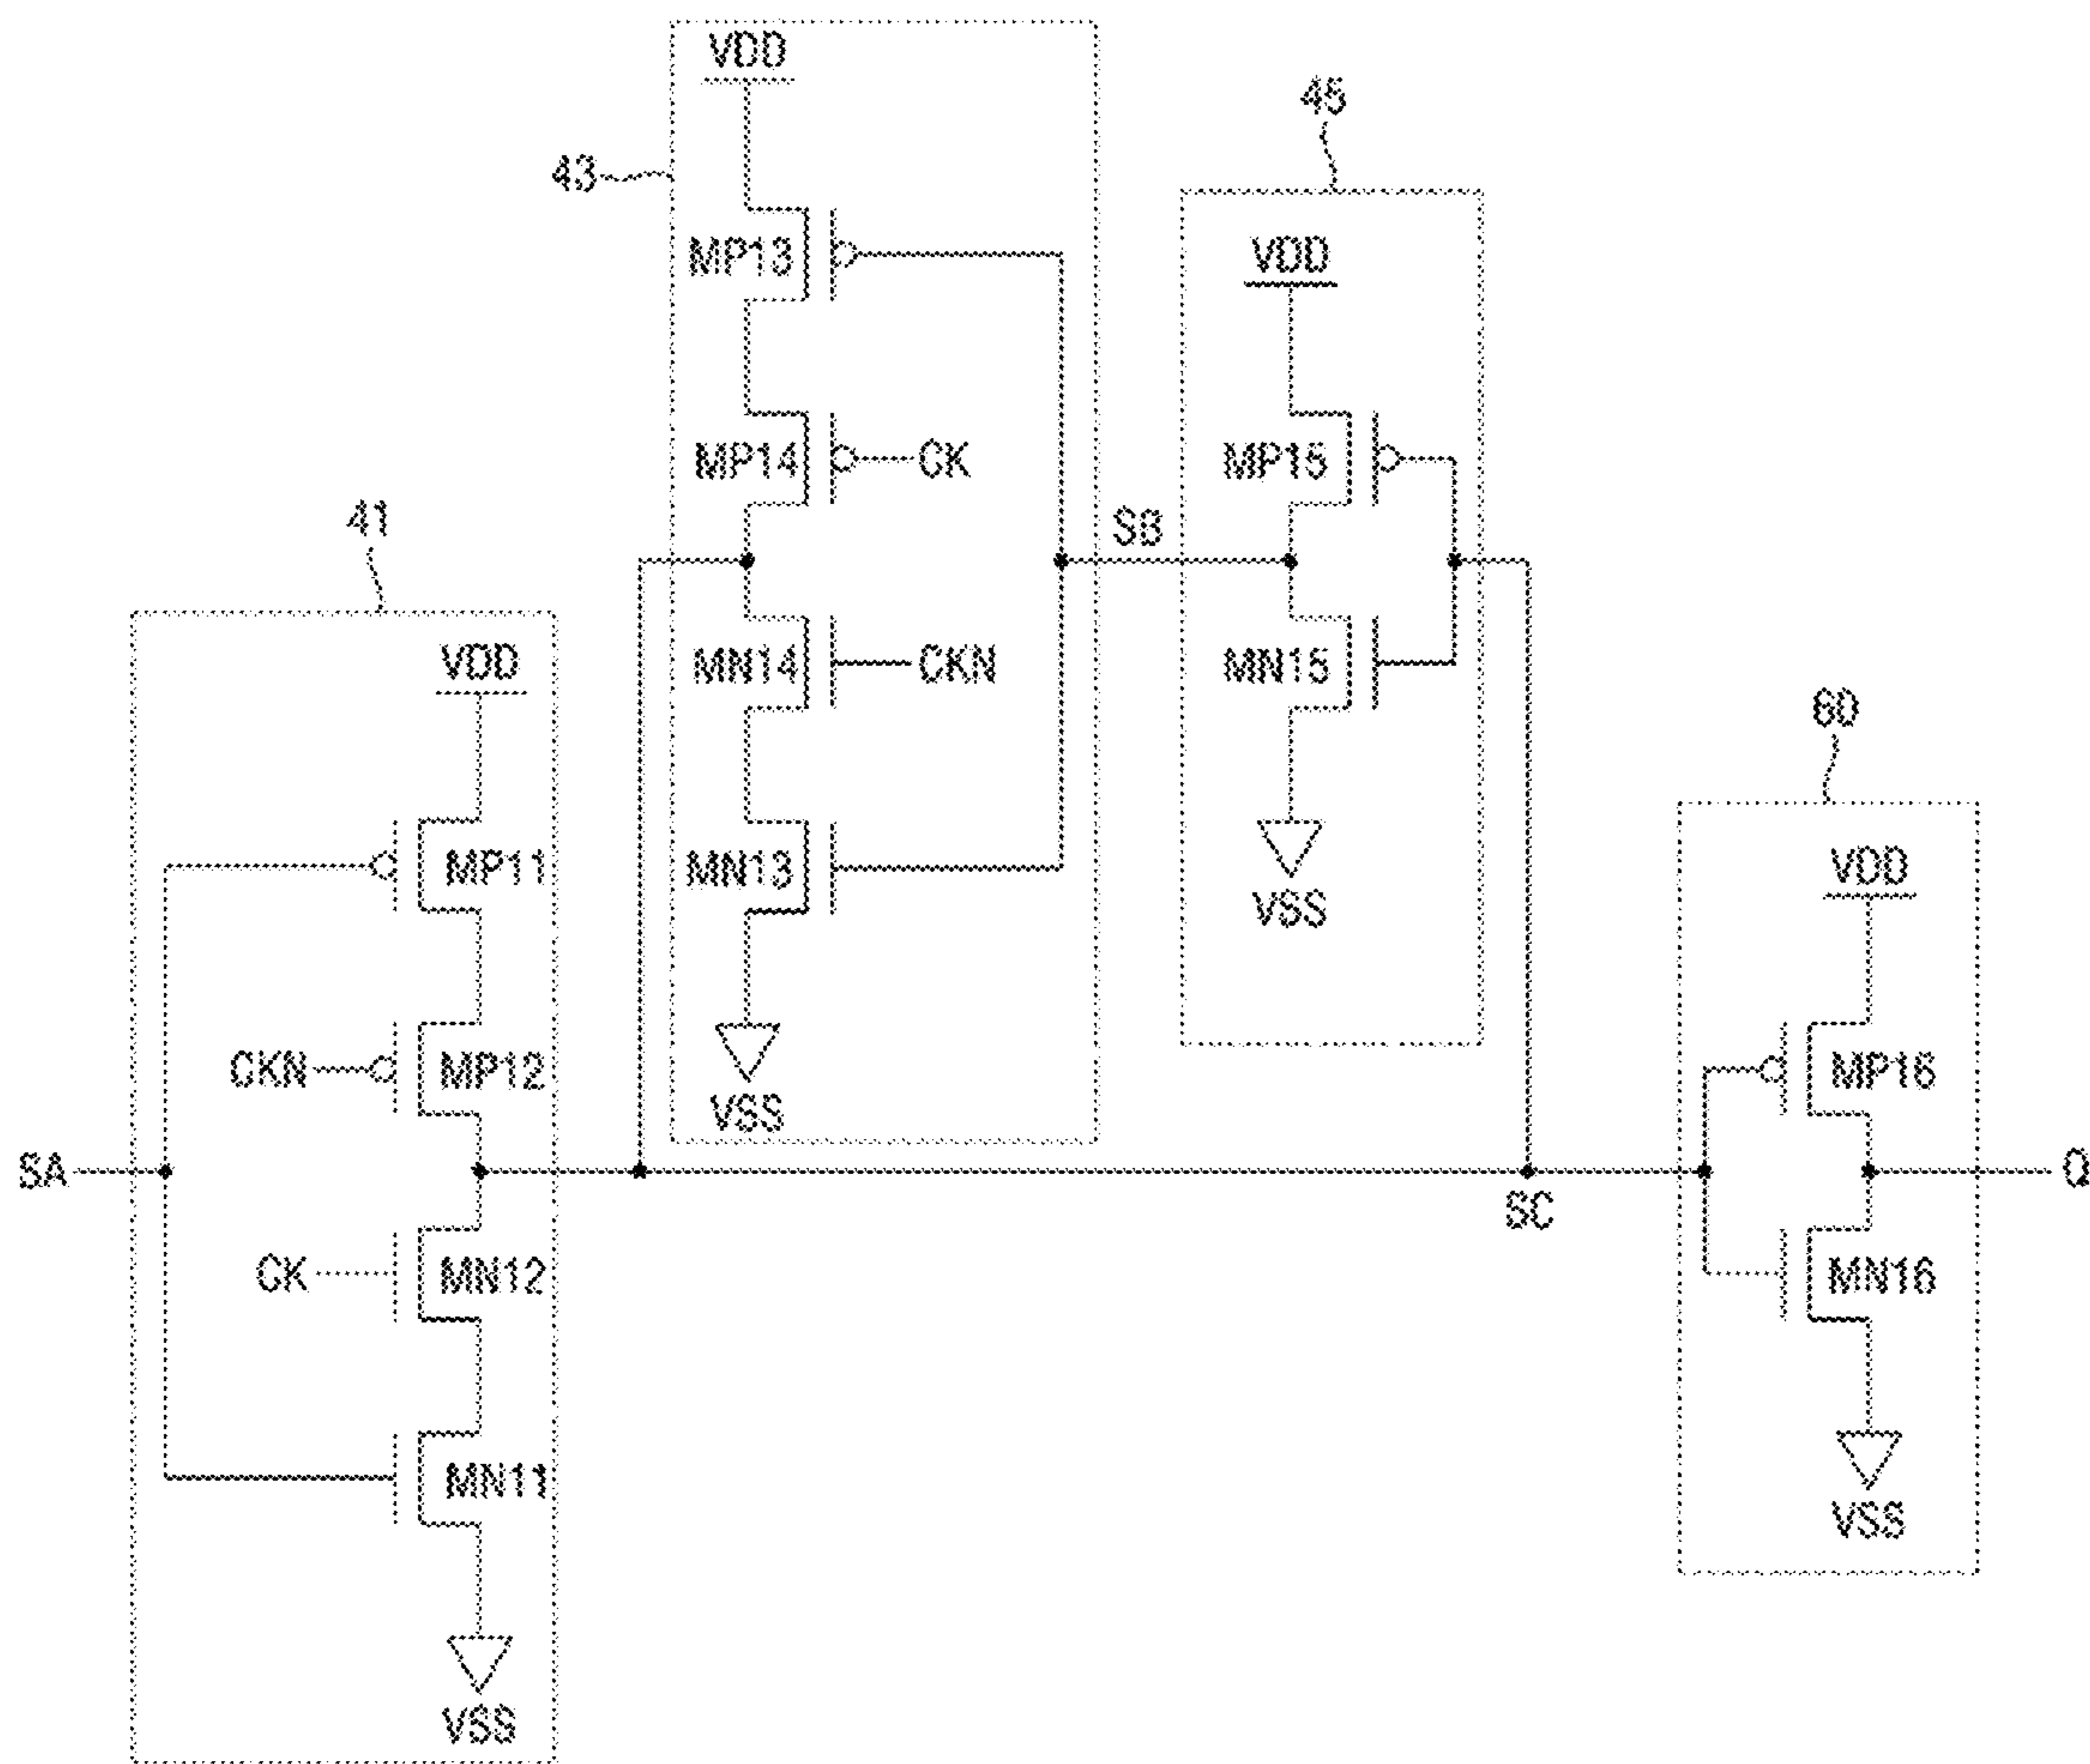 VDD
43
MP13
MP14
CK
MN14
CKN
MN13
VSS
45
VDD
MP15
SB
MN15
VSS
41
VDD
MP11
CKN
MP12
SA
CK
MN12
MN11
VSS
SC
60
VDD
MP16
Q
MN16
VSS